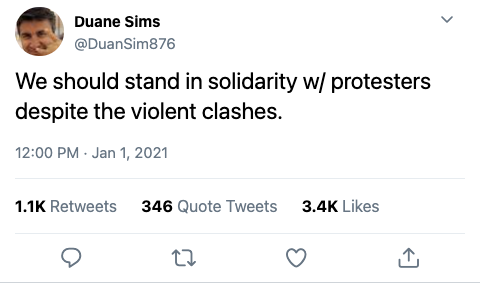 Duane Sims
@DuanSim876
We should stand in solidarity w/ protesters
despite the violent clashes.
12:00 PM · Jan 1, 2021
1.1K Retweets 346 Quote Tweets 3.4K Likes